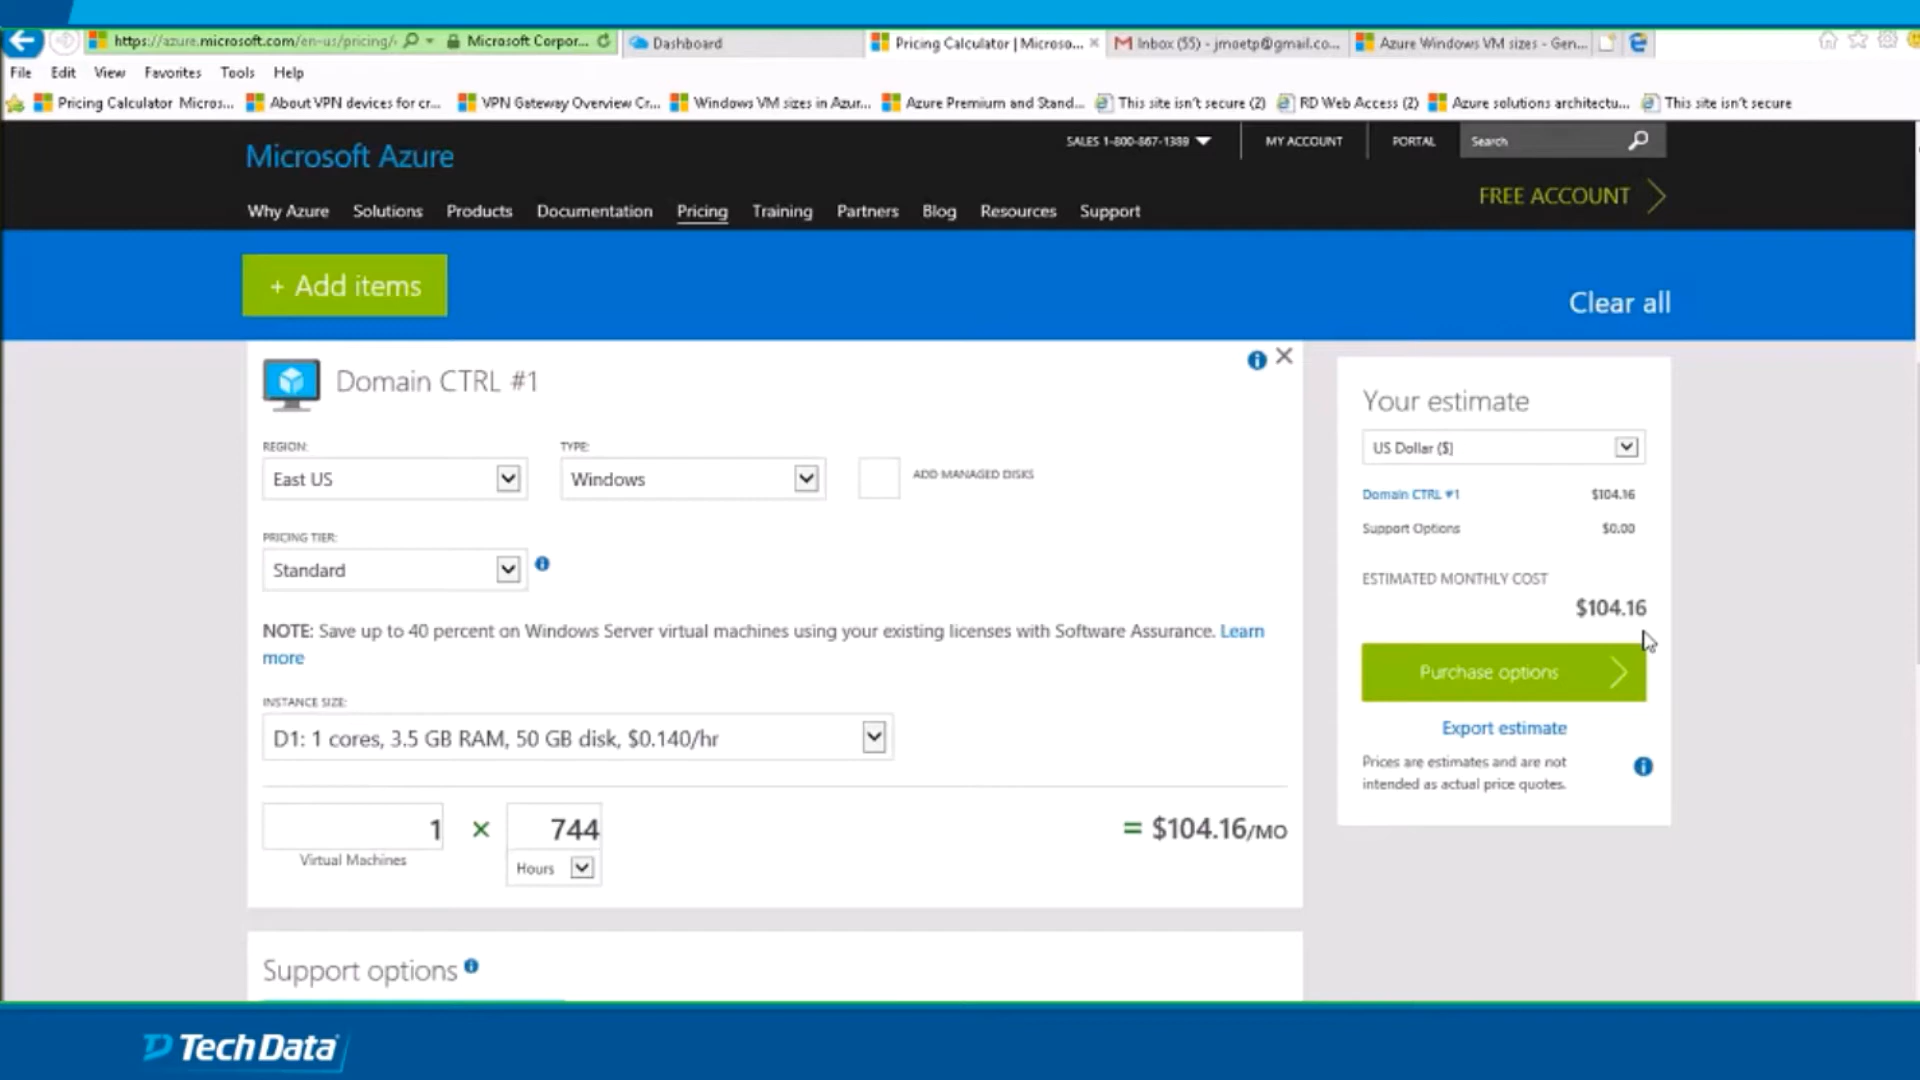 https://azure.microsoft.com/en-us/pricing/
Microsoft Corpor...
Dashboard
Pricing Calculator | Microso...
Inbox (55) - jmoetp@gmail.co...
Azure Windows VM sizes - Gen...
File Edit View Favorites Tools Help
Pricing Calculator Micros...
About VPN devices for cr...
VPN Gateway Overview Cr...
Windows VM sizes in Azur...
Azure Premium and Stand...
This site isn't secure (2)
RD Web Access (2)
Azure solutions architectu...
This site isn't secure
SALES 1-800-867-1389
MY ACCOUNT
PORTAL
Search
Microsoft Azure
FREE ACCOUNT
Why Azure Solutions Products Documentation Pricing Training Partners Blog Resources Support
+ Add items
Clear all
Domain CTRL #1
REGION:
East US
TYPE:
Windows
ADD MANAGED DISKS
PRICING TIER:
Standard
NOTE: Save up to 40 percent on Windows Server virtual machines using your existing licenses with Software Assurance. Learn
more
INSTANCE SIZE:
D1: 1 cores, 3.5 GB RAM, 50 GB disk, $0.140/hr
1 × 744
Virtual Machines
Hours
= $104.16/MO
Your estimate
US Dollar ($)
Domain CTRL #1 $104.16
Support Options $0.00
ESTIMATED MONTHLY COST
$104.16
Purchase options
Export estimate
Prices are estimates and are not
intended as actual price quotes.
Support options
Tech Data